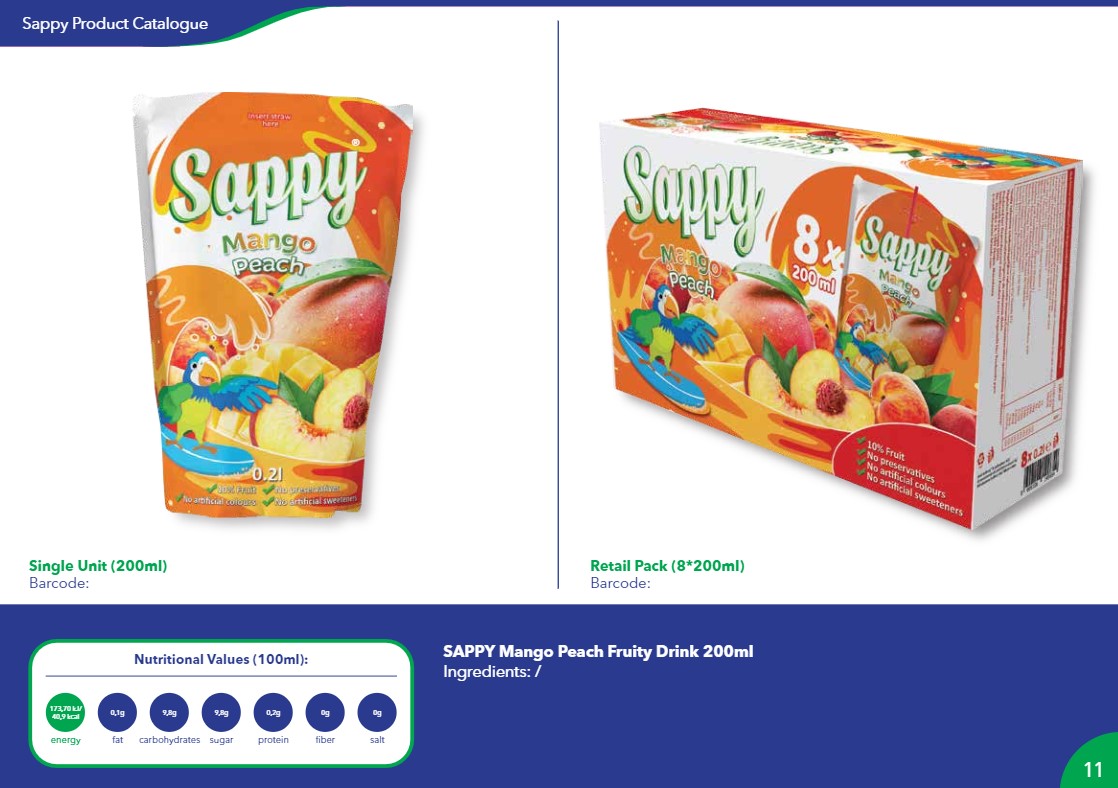 Sappy Product Catalogue
Insert straw
here
Sappy®
Mango
Peach
0.2l
10% Fruit
No preservatives
No artificial colours
No artificial sweeteners
Single Unit (200ml)
Barcode:
Sappy
Mango
Peach
8x
200 ml
Sappy
Mango
Peach
10% Fruit
No preservatives
No artificial colours
No artificial sweeteners
8x 0.2l e
Retail Pack (8*200ml)
Barcode:
Nutritional Values (100ml):
173,70 kJ/
40,9 kcal
0,1g
9,8g
9,8g
0,2g
0g
0g
energy
fat
carbohydrates
sugar
protein
fiber
salt
SAPPY Mango Peach Fruity Drink 200ml
Ingredients: /
11